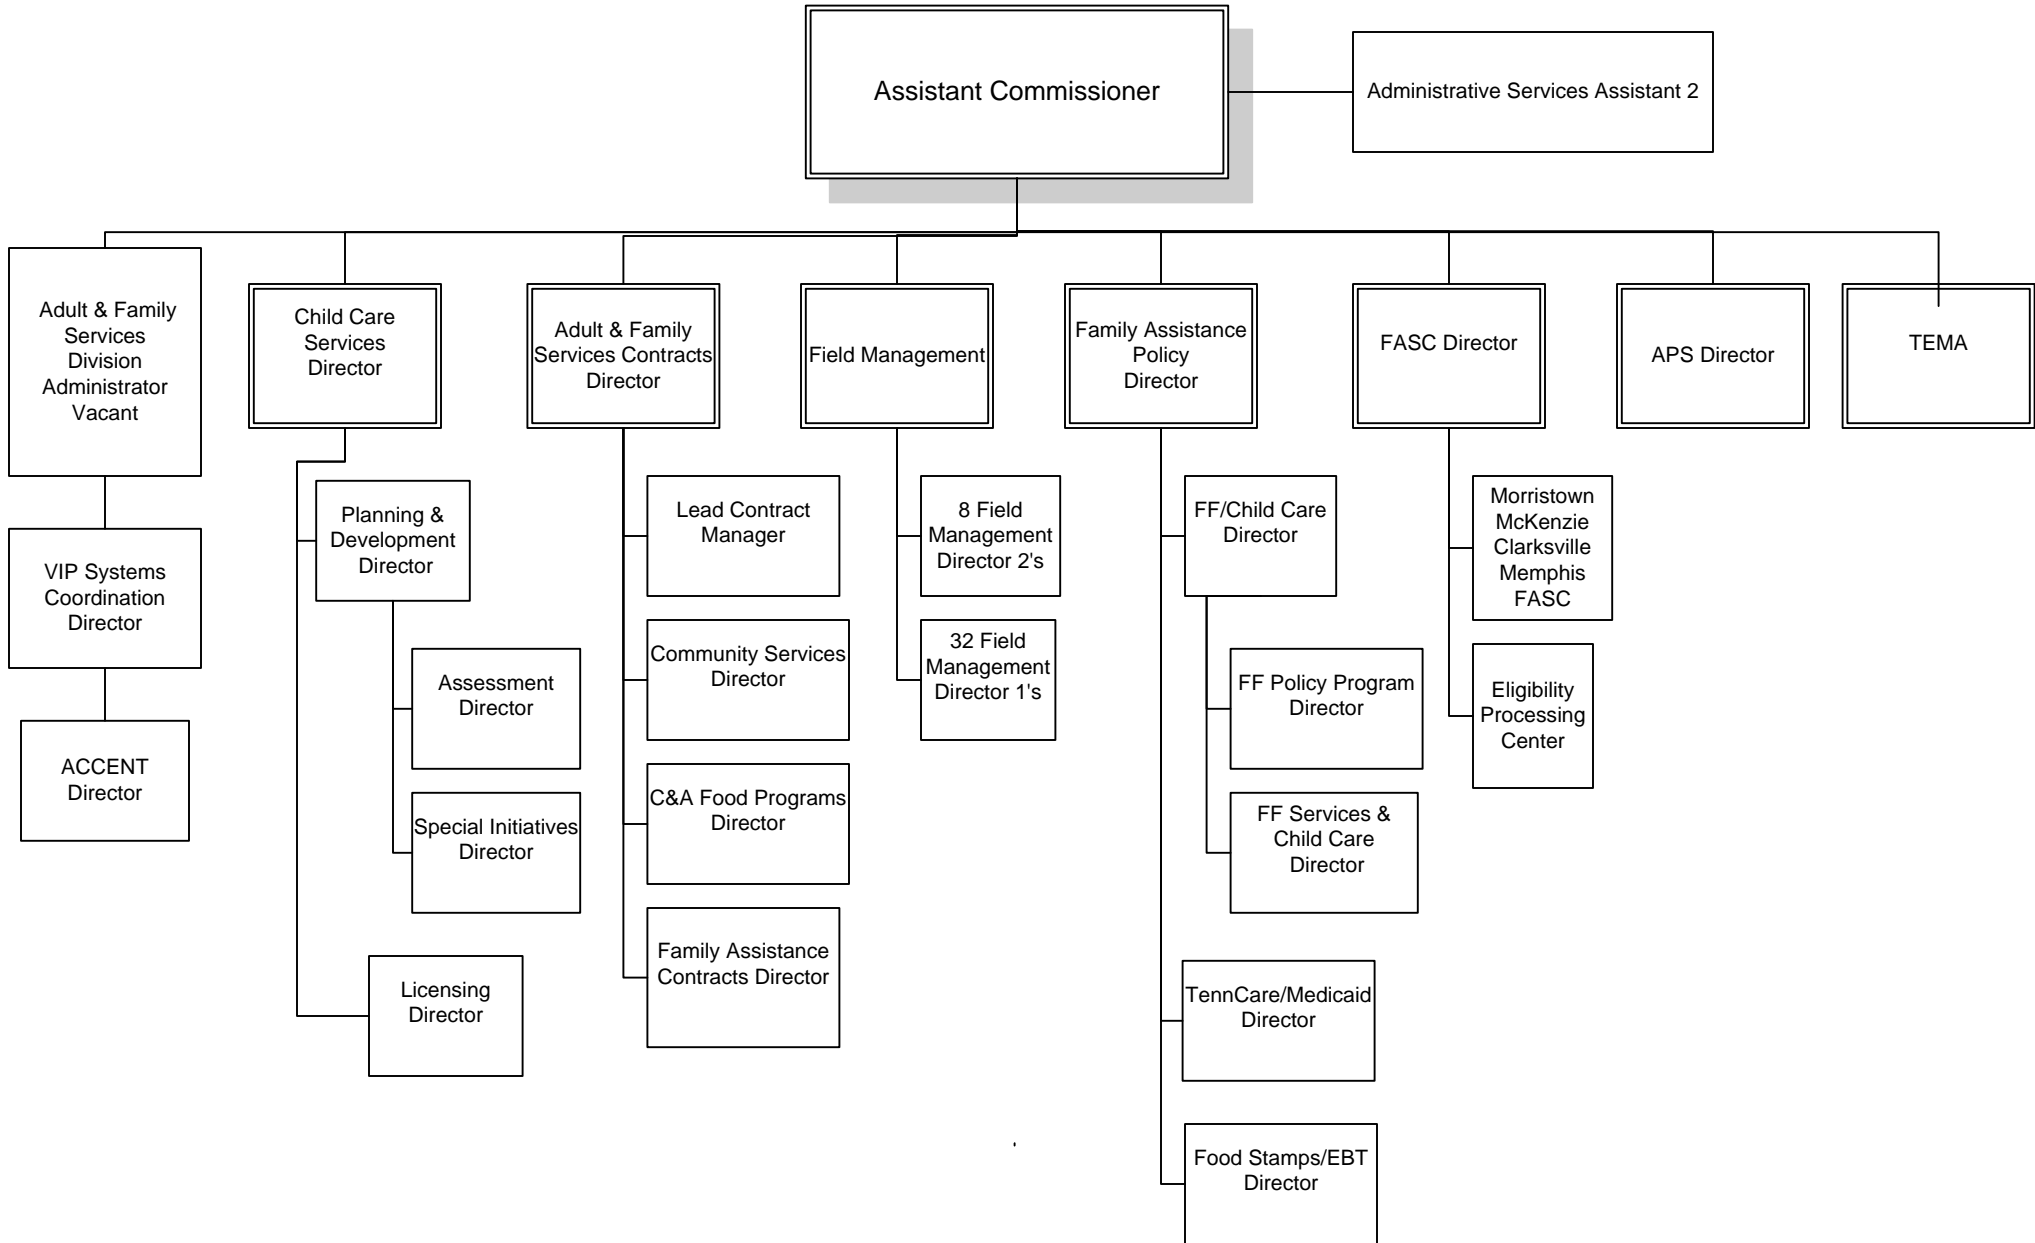 Assistant Commissioner
Administrative Services Assistant 2
Adult & Family
Services
Division
Administrator
Vacant
Child Care
Services
Director
Adult & Family
Services Contracts
Director
Field Management
Family Assistance
Policy
Director
FASC Director
APS Director
TEMA
VIP Systems
Coordination
Director
ACCENT
Director
Planning &
Development
Director
Assessment
Director
Special Initiatives
Director
Licensing
Director
Lead Contract
Manager
Community Services
Director
C&A Food Programs
Director
Family Assistance
Contracts Director
8 Field
Management
Director 2's
32 Field
Management
Director 1's
FF/Child Care
Director
FF Policy Program
Director
FF Services &
Child Care
Director
TennCare/Medicaid
Director
Food Stamps/EBT
Director
Morristown
McKenzie
Clarksville
Memphis
FASC
Eligibility
Processing
Center